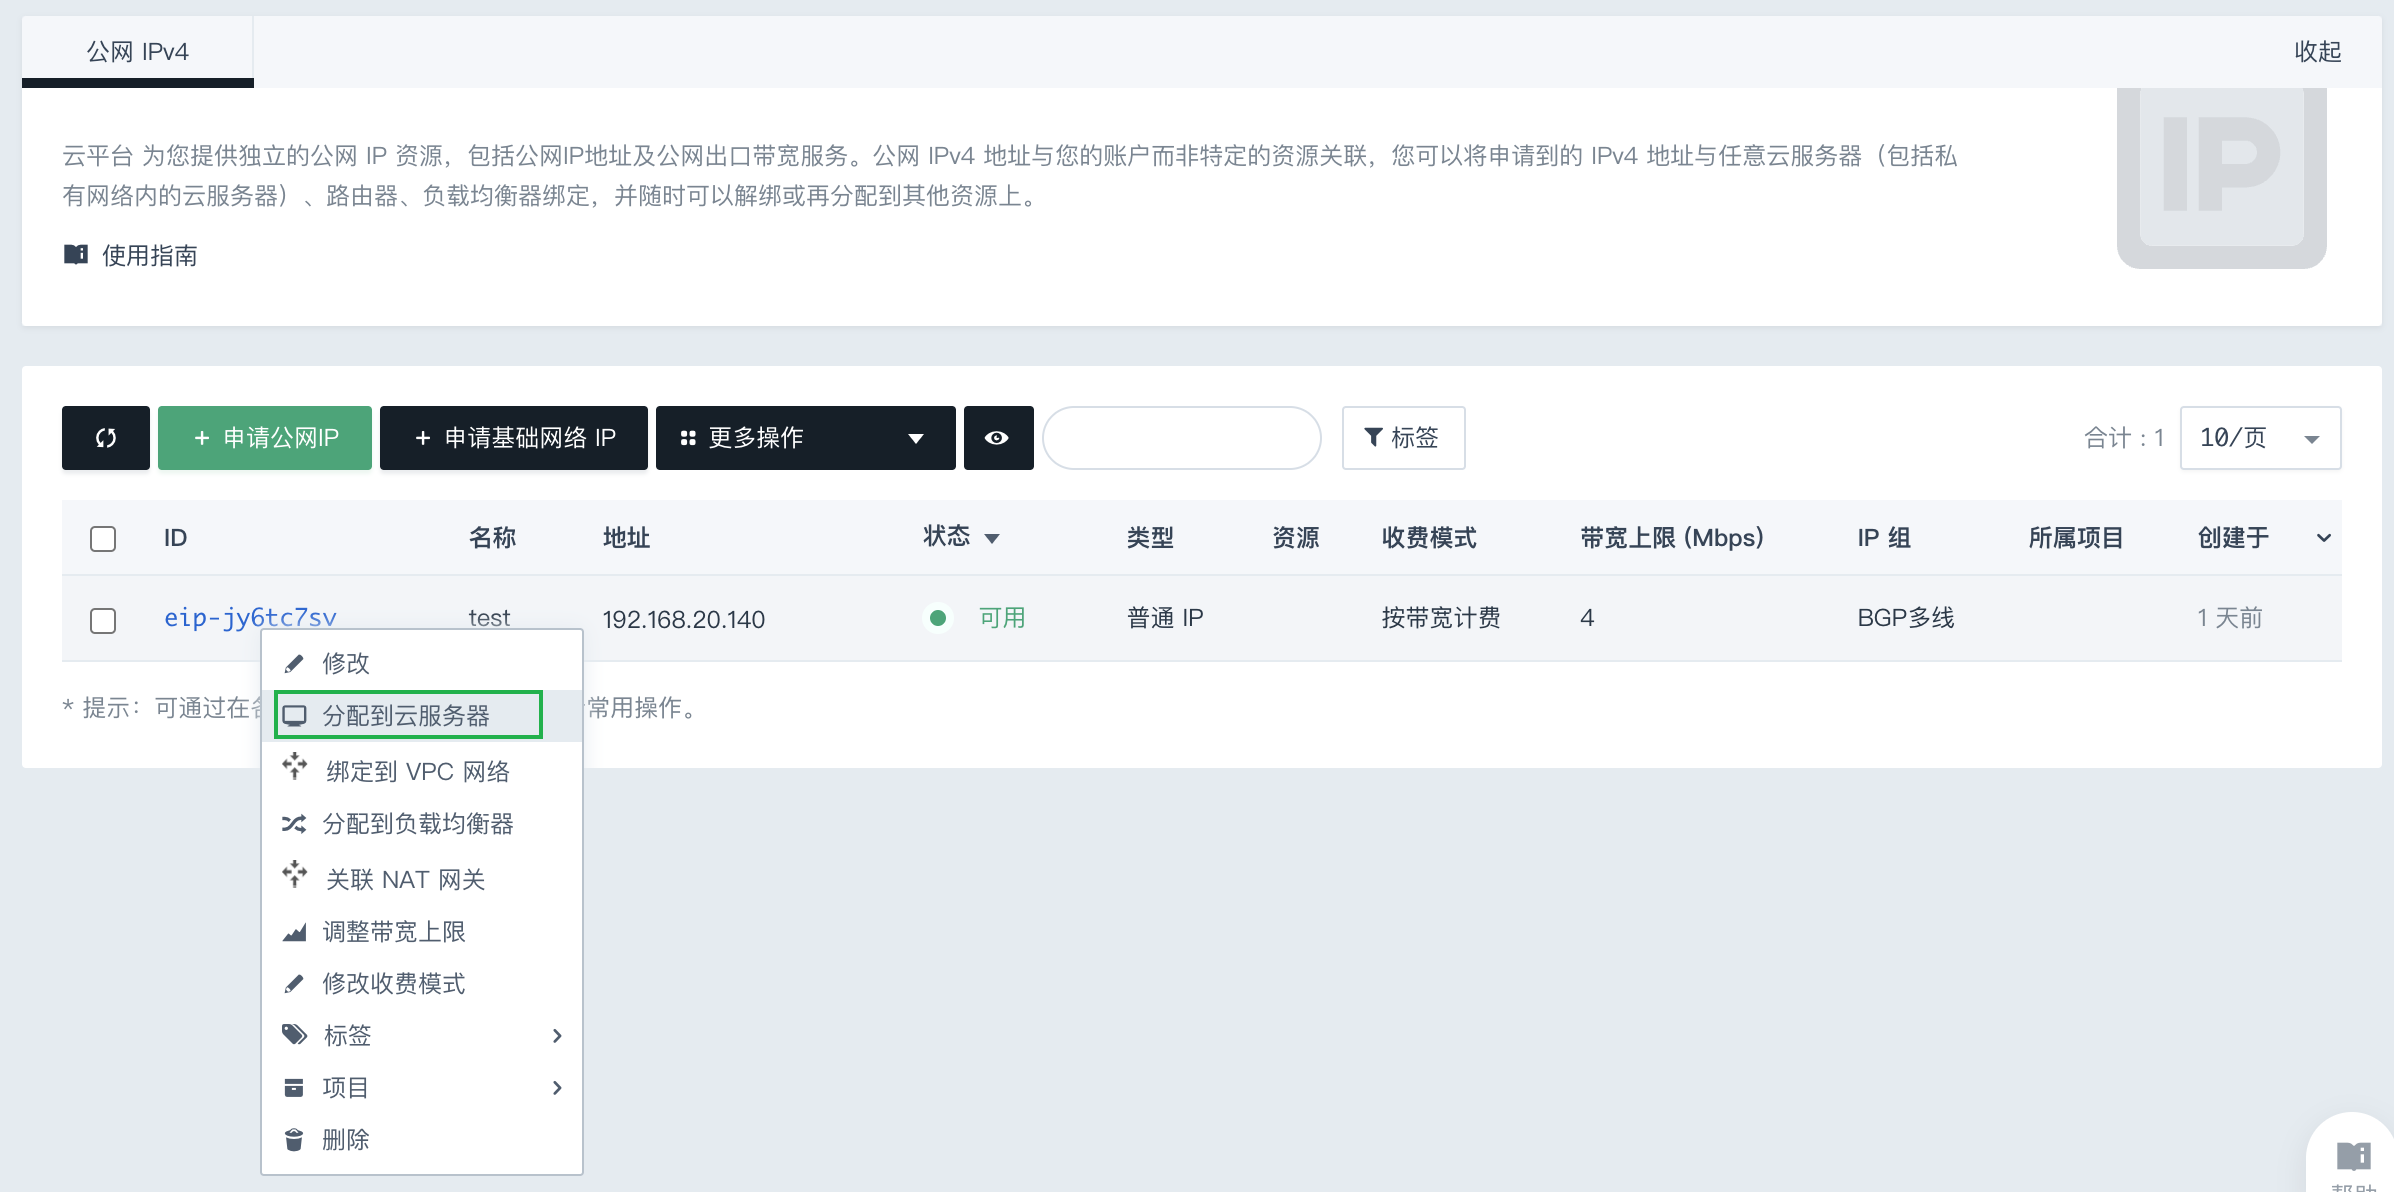 公网 IPv4
收起
云平台 为您提供独立的公网 IP 资源，包括公网IP地址及公网出口带宽服务。公网 IPv4 地址与您的账户而非特定的资源关联，您可以将申请到的 IPv4 地址与任意云服务器（包括私
有网络内的云服务器）、路由器、负载均衡器绑定，并随时可以解绑或再分配到其他资源上。
IP
使用指南
+ 申请公网IP
+ 申请基础网络 IP
更多操作
标签
合计 : 1
10/页
ID 名称 地址 状态 类型 资源 收费模式 带宽上限 (Mbps) IP 组 所属项目 创建于
eip-jy6tc7sv test 192.168.20.140 可用 普通 IP 按带宽计费 4 BGP多线 1 天前
* 提示：可通过在 常用操作。
修改
分配到云服务器
绑定到 VPC 网络
分配到负载均衡器
关联 NAT 网关
调整带宽上限
修改收费模式
标签
项目
删除